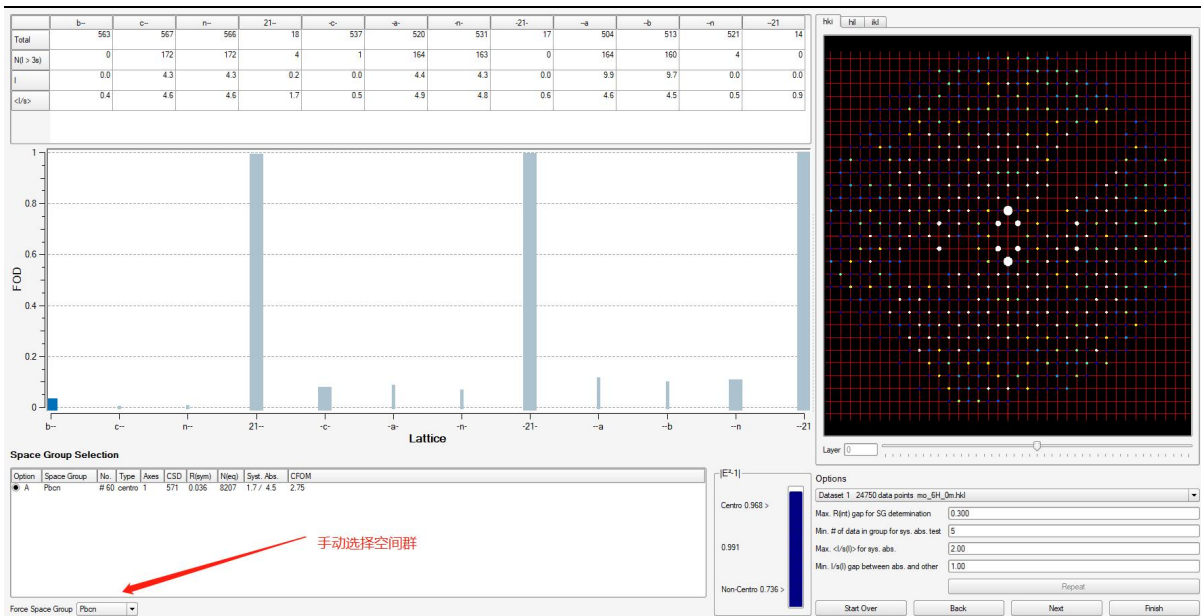 b-- c-- n-- 21-- -c- -a- -n- -21- --a --b --n --21
Total 563 567 566 18 537 520 531 17 504 513 521 14
N(I > 3s) 0 172 172 4 1 164 163 0 164 160 4 0
I 0.0 4.3 4.3 0.2 0.0 4.4 4.3 0.0 9.9 9.7 0.0 0.0
<I/s> 0.4 4.6 4.6 1.7 0.5 4.9 4.8 0.6 4.6 4.5 0.5 0.9
hkl hil ikl
1
0.8
0.6
0.4
0.2
0
FOD
b-- c-- n-- 21-- -c- -a- -n- -21- --a --b --n --21
Lattice
Layer 0
Space Group Selection
Option Space Group No. Type Axes CSD R(sym) N(eq) Syst. Abs. CFOM
A Pbcn # 60 centro 1 571 0.036 8207 1.7 / 4.5 2.75
手动选择空间群
Force Space Group Pbcn
|E²-1|
Centro 0.968 >
0.991
Non-Centro 0.736 >
Options
Dataset 1 24750 data points mo_6H_0m.hkl
Max. R(int) gap for SG determination 0.300
Min. # of data in group for sys. abs. test 5
Max. <I/s(I)> for sys. abs. 2.00
Min. I/s(I) gap between abs. and other 1.00
Repeat
Start Over Back Next Finish